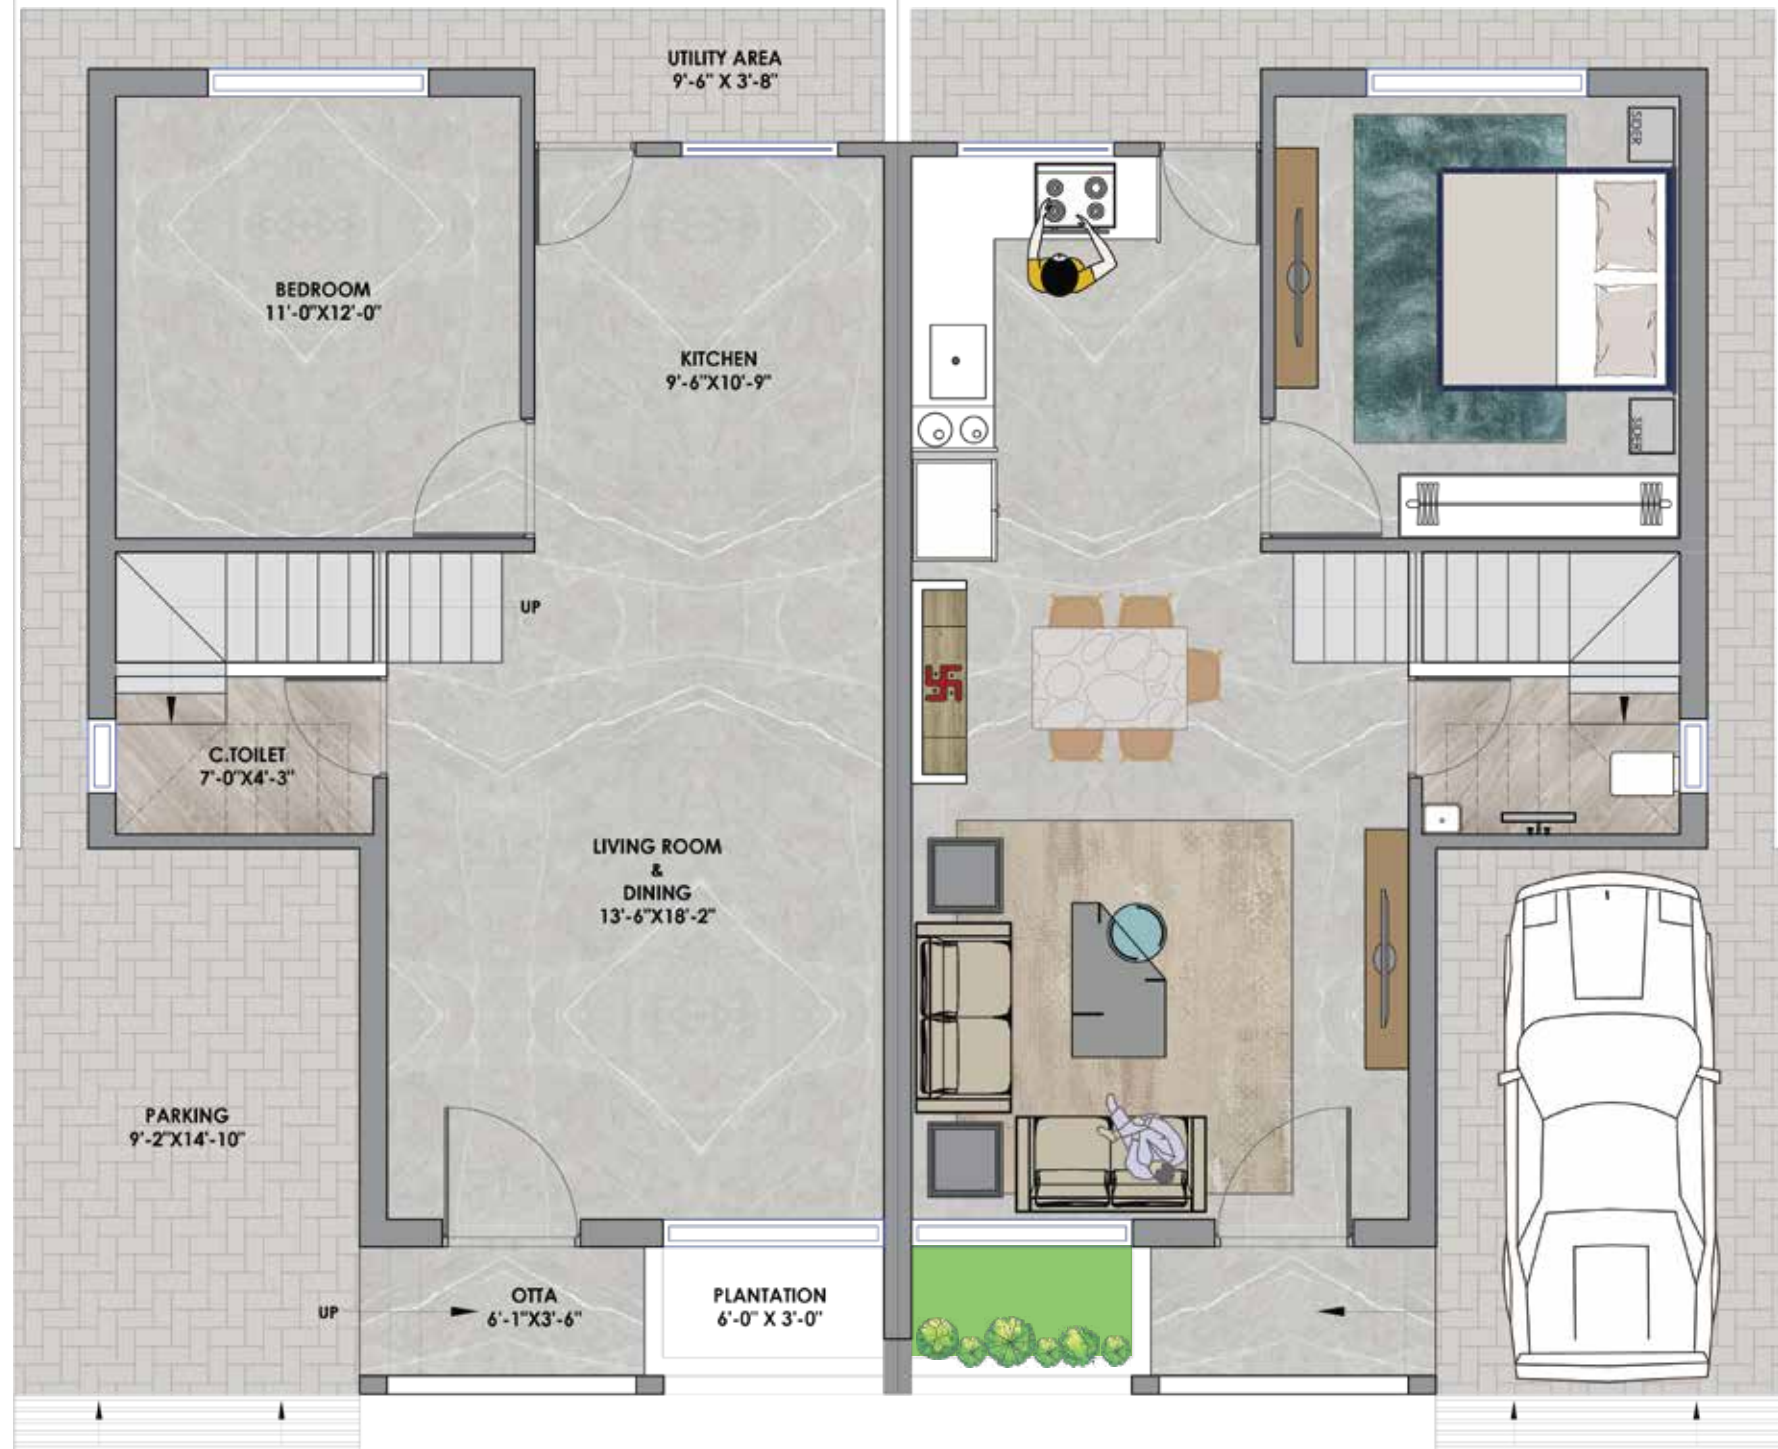 UTILITY AREA
9'-6" X 3'-8"
SIDER
BEDROOM
11'-0"X12'-0"
KITCHEN
9'-6"X10'-9"
SIDER
UP
C.TOILET
7'-0"X4'-3"
LIVING ROOM
&
DINING
13'-6"X18'-2"
PARKING
9'-2"X14'-10"
UP
OTTA
6'-1"X3'-6"
PLANTATION
6'-0" X 3'-0"